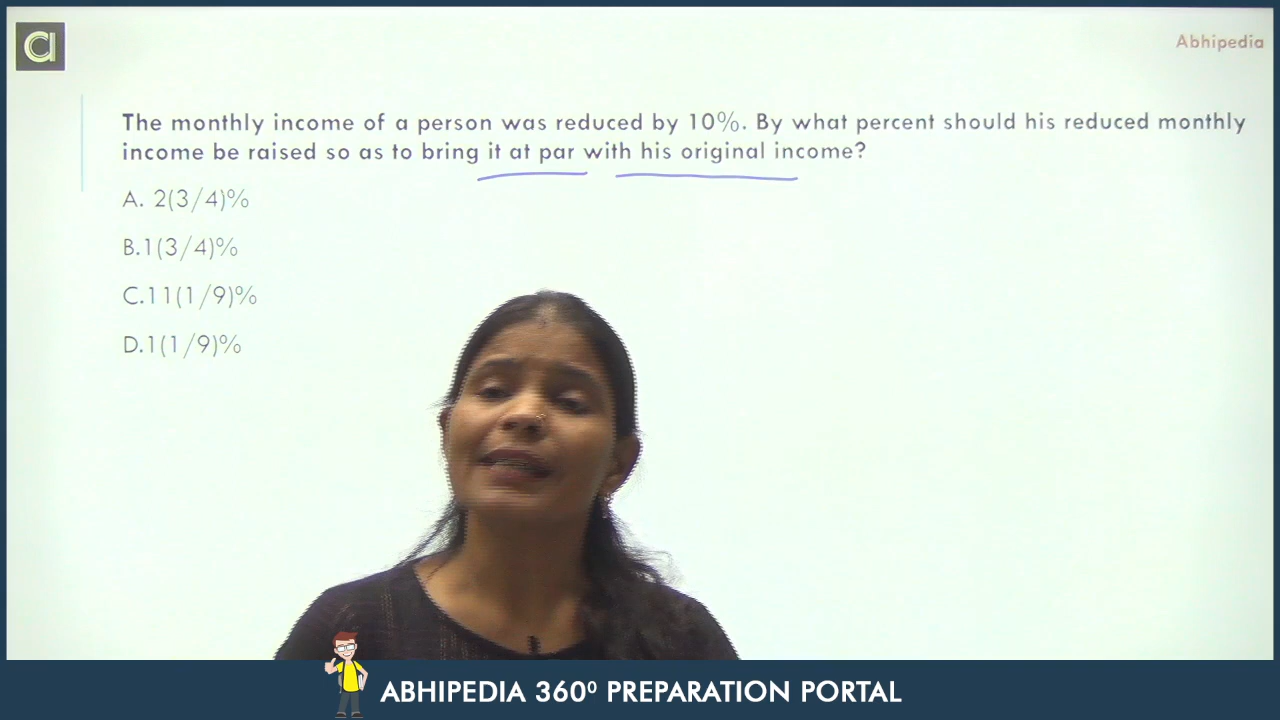 Abhipedia
The monthly income of a person was reduced by 10%. By what percent should his reduced monthly
income be raised so as to bring it at par with his original income?
A. 2(3/4)%
B.1(3/4)%
C.11(1/9)%
D.1(1/9)%
ABHIPEDIA 360⁰ PREPARATION PORTAL